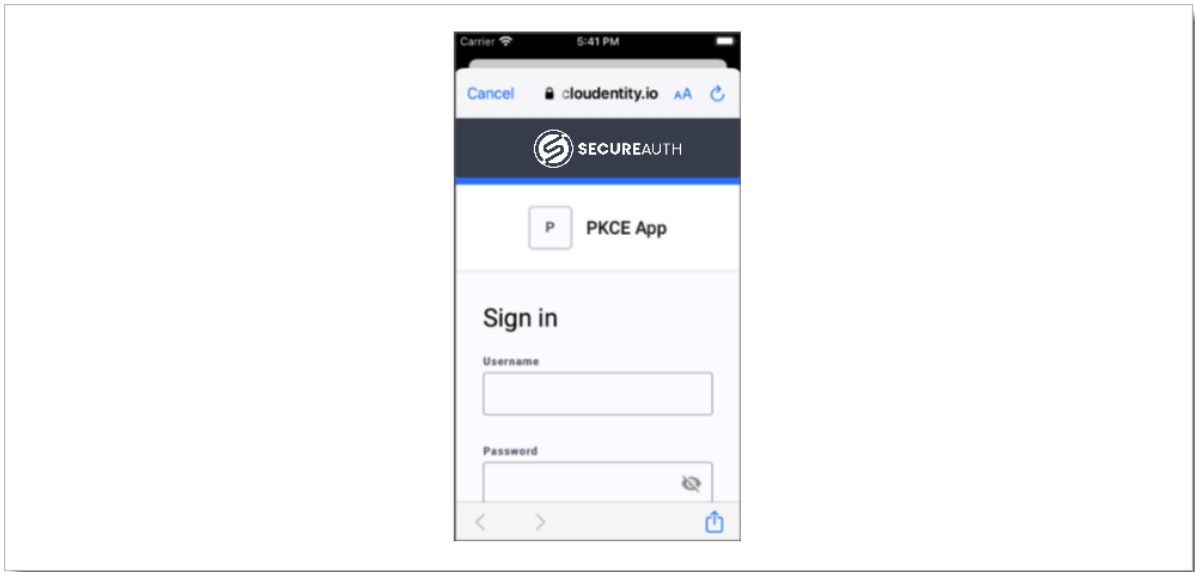 Carrier 5:41 PM
Cancel cloudentity.io AA
SECUREAUTH
P PKCE App
Sign in
Username
Password